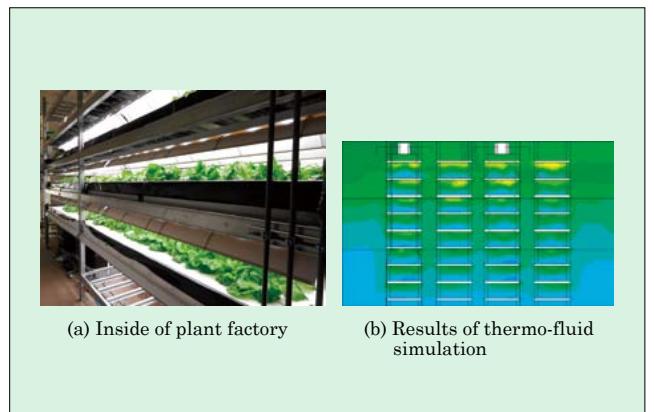 (a) Inside of plant factory
(b) Results of thermo-fluid
simulation